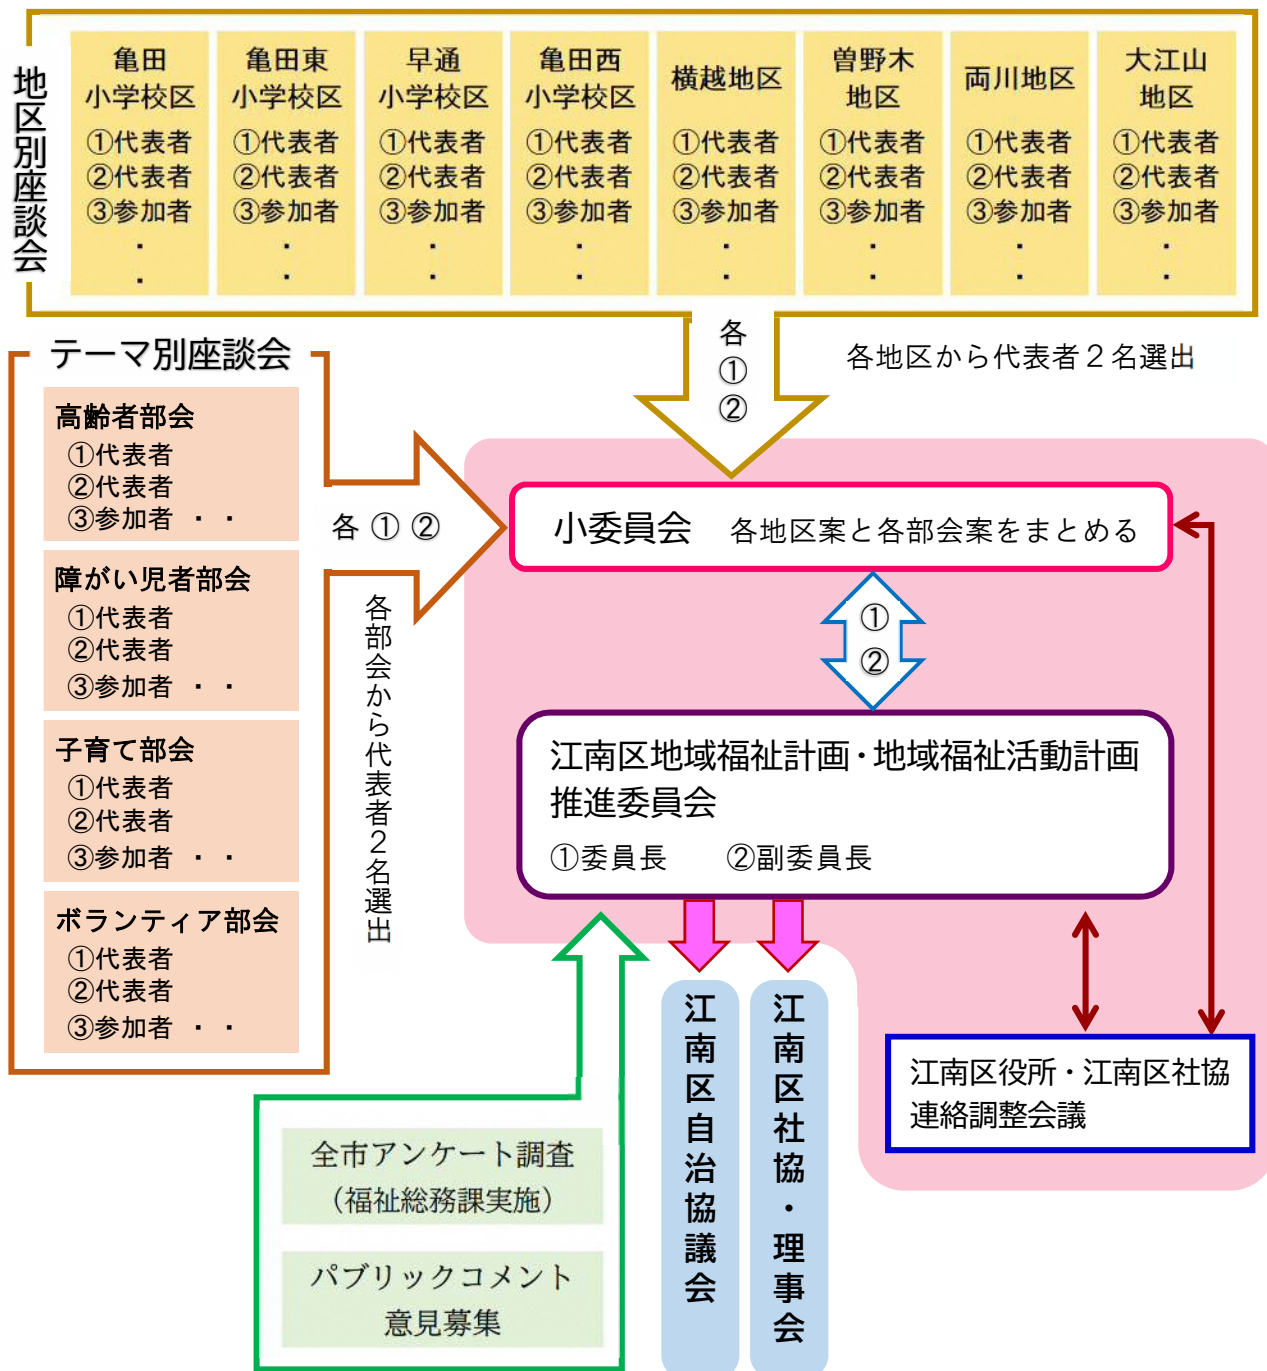 地区別座談会
亀田
小学校区
①代表者
②代表者
③参加者
・
・
亀田東
小学校区
①代表者
②代表者
③参加者
・
・
早通
小学校区
①代表者
②代表者
③参加者
・
・
亀田西
小学校区
①代表者
②代表者
③参加者
・
・
横越地区
①代表者
②代表者
③参加者
・
・
曽野木
地区
①代表者
②代表者
③参加者
・
・
両川地区
①代表者
②代表者
③参加者
・
・
大江山
地区
①代表者
②代表者
③参加者
・
・
各①②
各地区から代表者２名選出
テーマ別座談会
高齢者部会
①代表者
②代表者
③参加者 ・ ・
障がい児者部会
①代表者
②代表者
③参加者 ・ ・
子育て部会
①代表者
②代表者
③参加者 ・ ・
ボランティア部会
①代表者
②代表者
③参加者 ・ ・
各 ① ②
各部会から代表者２名選出
小委員会 各地区案と各部会案をまとめる
①
②
江南区地域福祉計画・地域福祉活動計画
推進委員会
①委員長 ②副委員長
江南区自治協議会
江南区社協・理事会
江南区役所・江南区社協
連絡調整会議
全市アンケート調査
（福祉総務課実施）
パブリックコメント
意見募集